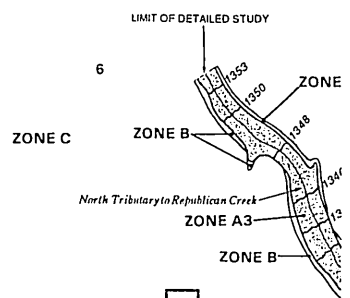 LIMIT OF DETAILED STUDY
6
1353
ZONE
1350
ZONE C
ZONE B
1348
North Tributary to Republican Creek
ZONE A3
ZONE B